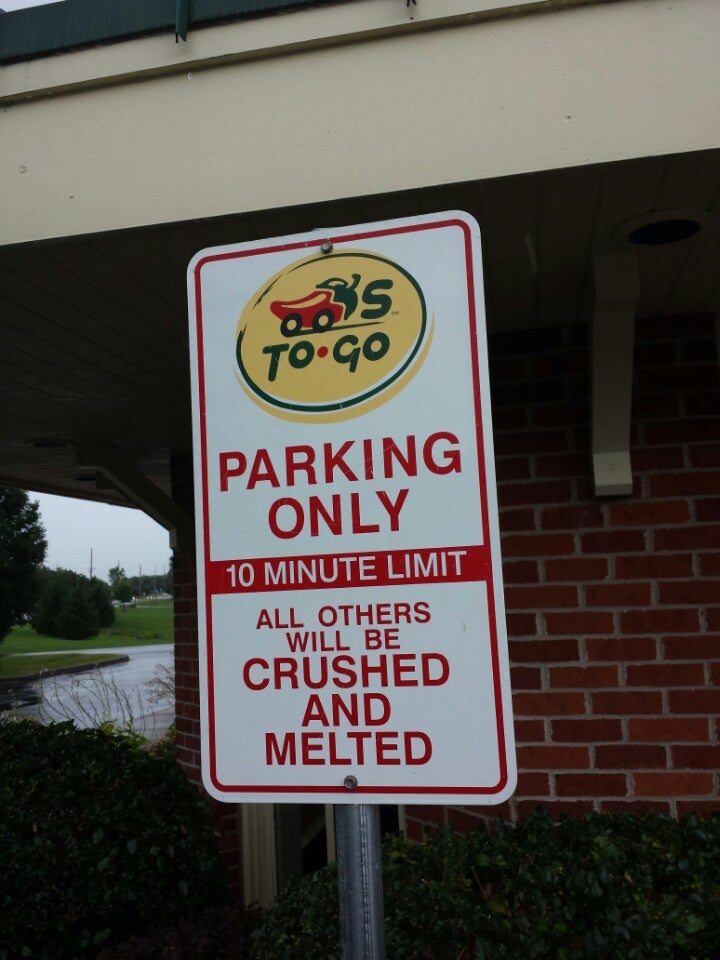 'S
TO•GO
PARKING
ONLY
10 MINUTE LIMIT
ALL OTHERS
WILL BE
CRUSHED
AND
MELTED